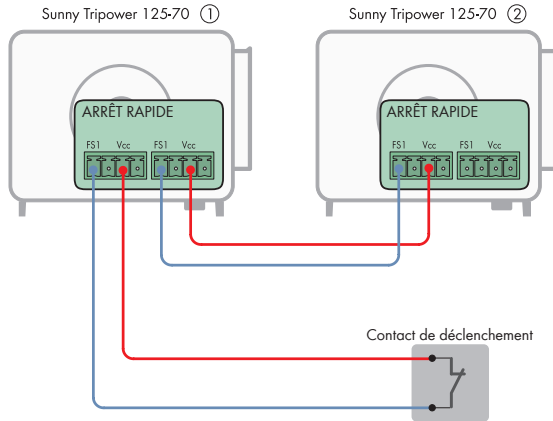 Sunny Tripower 125-70 ①
Sunny Tripower 125-70 ②
ARRÊT RAPIDE
FS1 Vcc FS1 Vcc
ARRÊT RAPIDE
FS1 Vcc FS1 Vcc
Contact de déclenchement